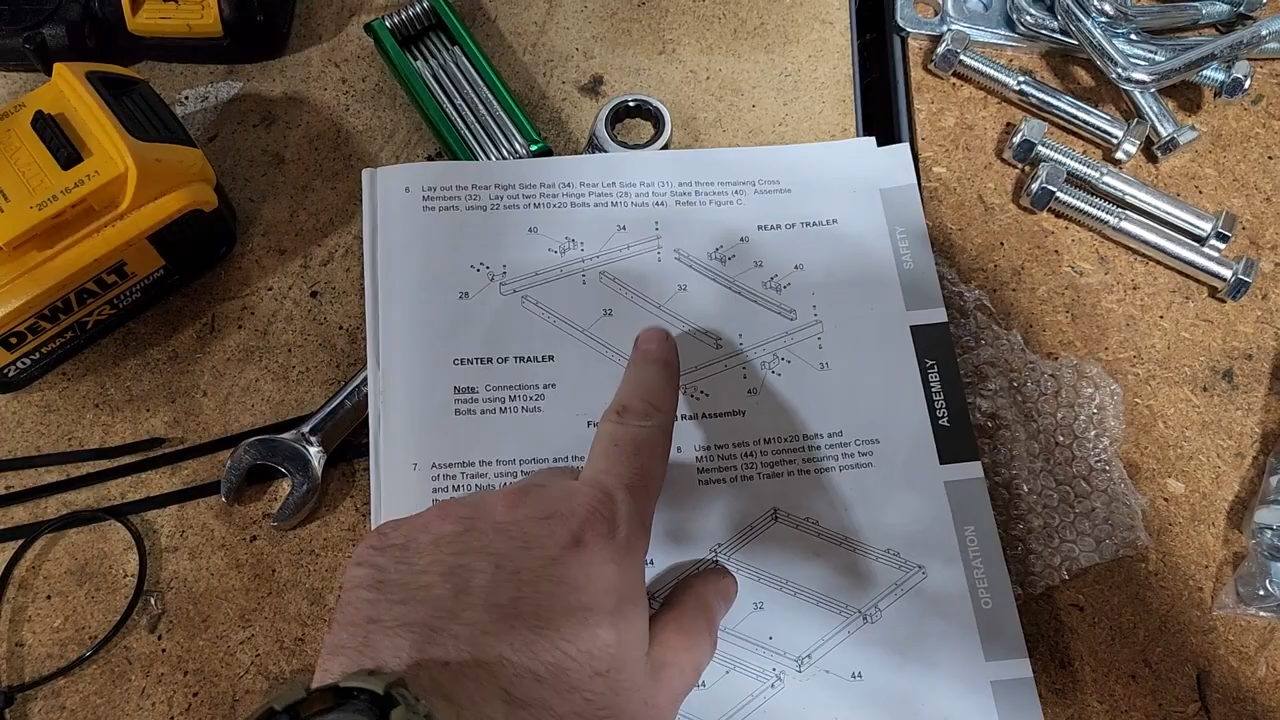 N2186
DEWALT
2018 16-49 7-1
DEWALT
20V MAX XR LITHIUM ION
6. Lay out the Rear Right Side Rail (34), Rear Left Side Rail (31), and three remaining Cross
Members (32). Lay out two Rear Hinge Plates (28) and four Stake Brackets (40). Assemble
the parts, using 22 sets of M10x20 Bolts and M10 Nuts (44). Refer to Figure C.
REAR OF TRAILER
40
34
40
32
40
28
32
32
31
40
CENTER OF TRAILER
Note: Connections are
made using M10x20
Bolts and M10 Nuts.
Rail Assembly
7. Assemble the front portion and the
of the Trailer, using two
and M10 Nuts
8. Use two sets of M10x20 Bolts and
M10 Nuts (44) to connect the center Cross
Members (32) together, securing the two
halves of the Trailer in the open position.
44
32
44
SAFETY
ASSEMBLY
OPERATION